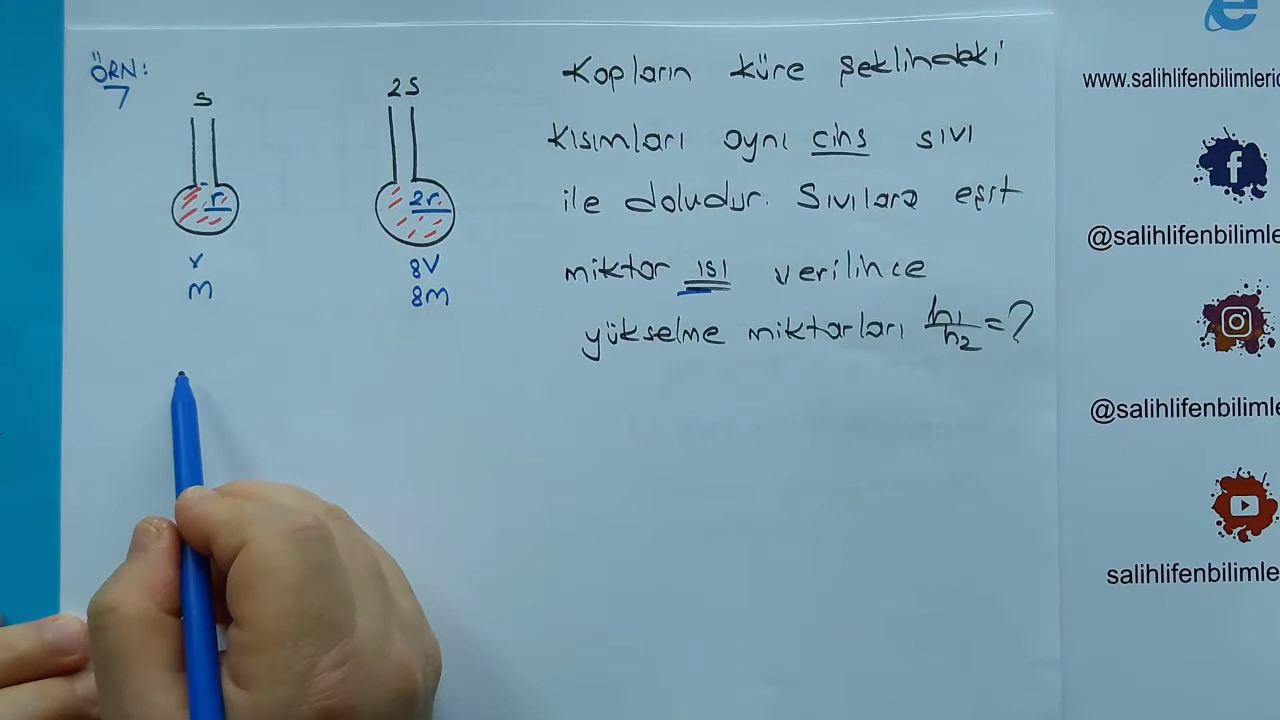 ÖRN:
7
S
2S
r
2r
V
8V
m
8m
Kapların küre şeklindeki
kısımları aynı cins sıvı
ile doludur. Sıvılara eşit
miktar ısı verilince
yükselme miktarları h1/h2 = ?
www.salihlifenbilimleric
@salihlifenbilimle
@salihlifenbilimle
salihlifenbilimle